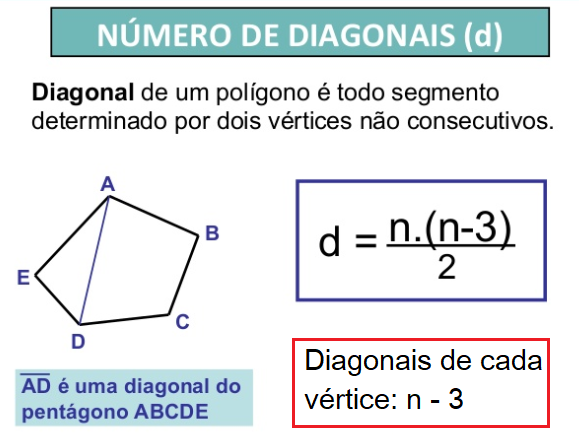 NÚMERO DE DIAGONAIS (d)
Diagonal de um polígono é todo segmento
determinado por dois vértices não consecutivos.
A
B
E
C
D
d = n.(n-3)
2
AD é uma diagonal do
pentágono ABCDE
Diagonais de cada
vértice: n - 3